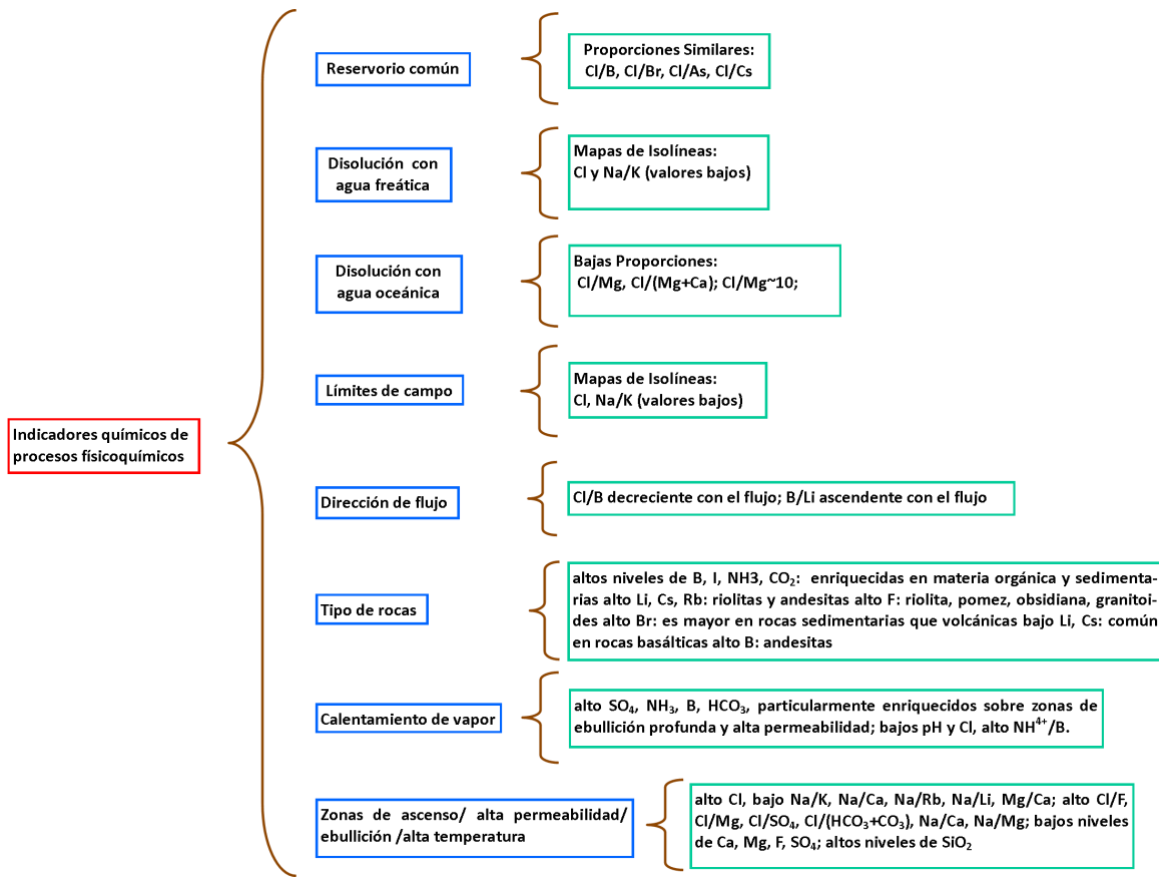 Reservorio común
Proporciones Similares:
Cl/B, Cl/Br, Cl/As, Cl/Cs
Disolución con
agua freática
Mapas de Isolíneas:
Cl y Na/K (valores bajos)
Disolución con
agua oceánica
Bajas Proporciones:
Cl/Mg, Cl/(Mg+Ca); Cl/Mg~10;
Límites de campo
Mapas de Isolíneas:
Cl, Na/K (valores bajos)
Indicadores químicos de
procesos físicoquímicos
Dirección de flujo
Cl/B decreciente con el flujo; B/Li ascendente con el flujo
Tipo de rocas
altos niveles de B, I, NH3, CO₂: enriquecidas en materia orgánica y sedimenta-
rias alto Li, Cs, Rb: riolitas y andesitas alto F: riolita, pomez, obsidiana, granitoi-
des alto Br: es mayor en rocas sedimentarias que volcánicas bajo Li, Cs: común
en rocas basálticas alto B: andesitas
Calentamiento de vapor
alto SO₄, NH₃, B, HCO₃, particularmente enriquecidos sobre zonas de
ebullición profunda y alta permeabilidad; bajos pH y Cl, alto NH⁴⁺/B.
Zonas de ascenso/ alta permeabilidad/
ebullición /alta temperatura
alto Cl, bajo Na/K, Na/Ca, Na/Rb, Na/Li, Mg/Ca; alto Cl/F,
Cl/Mg, Cl/SO₄, Cl/(HCO₃+CO₃), Na/Ca, Na/Mg; bajos niveles
de Ca, Mg, F, SO₄; altos niveles de SiO₂